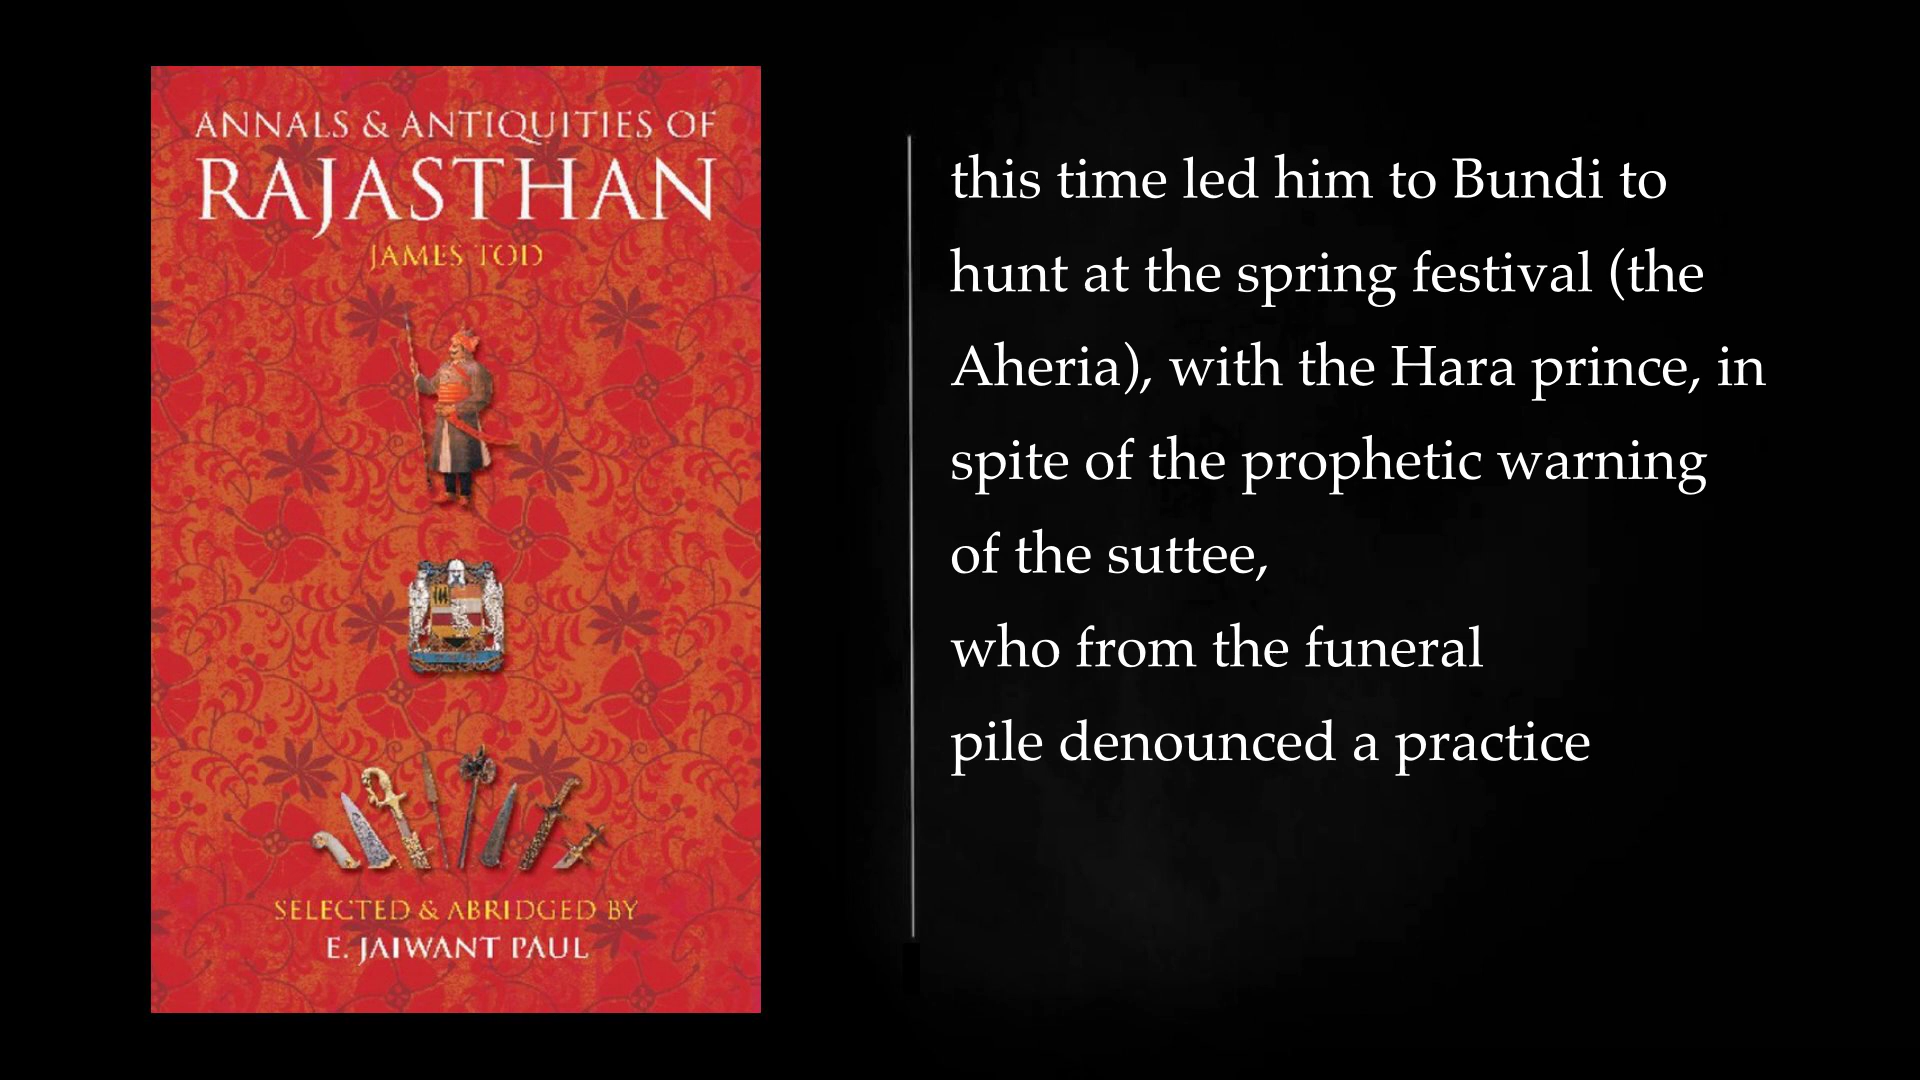 ANNALS & ANTIQUITIES OF
RAJASTHAN
JAMES TOD
SELECTED & ABRIDGED BY
E. JAIWANT PAUL
this time led him to Bundi to
hunt at the spring festival (the
Aheria), with the Hara prince, in
spite of the prophetic warning
of the suttee,
who from the funeral
pile denounced a practice